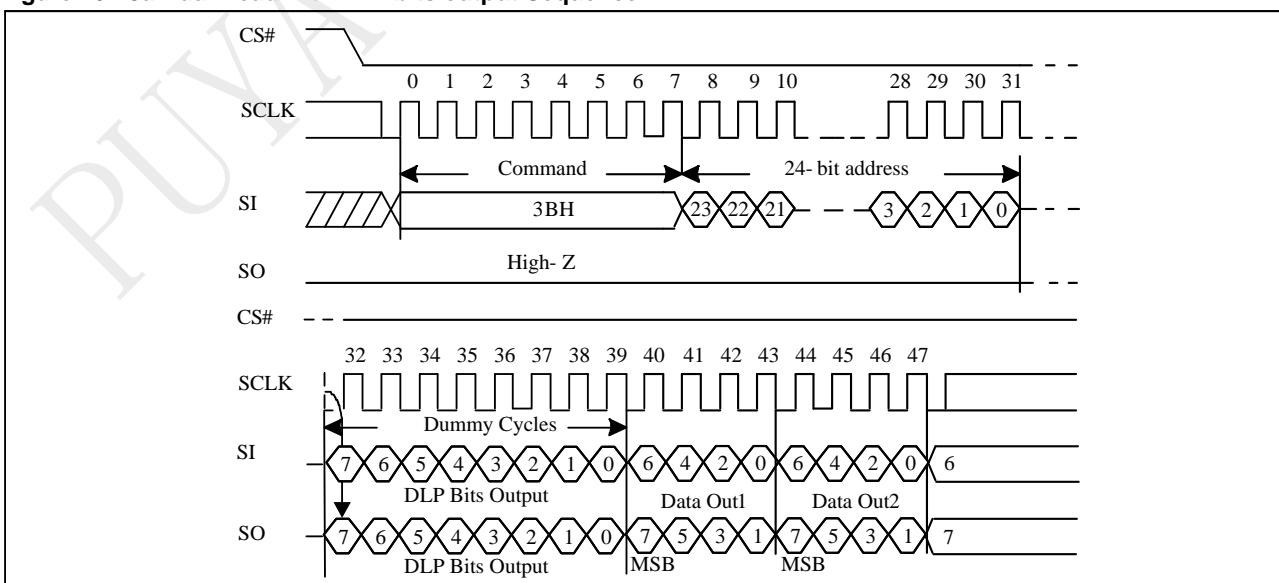 PUYA
CS#
0 1 2 3 4 5 6 7 8 9 10 28 29 30 31
SCLK
Command 24- bit address
SI 3BH 23 22 21 3 2 1 0
SO High- Z
CS#
32 33 34 35 36 37 38 39 40 41 42 43 44 45 46 47
SCLK
Dummy Cycles
SI 7 6 5 4 3 2 1 0 6 4 2 0 6 4 2 0 6
DLP Bits Output Data Out1 Data Out2
SO 7 6 5 4 3 2 1 0 7 5 3 1 7 5 3 1 7
DLP Bits Output MSB MSB